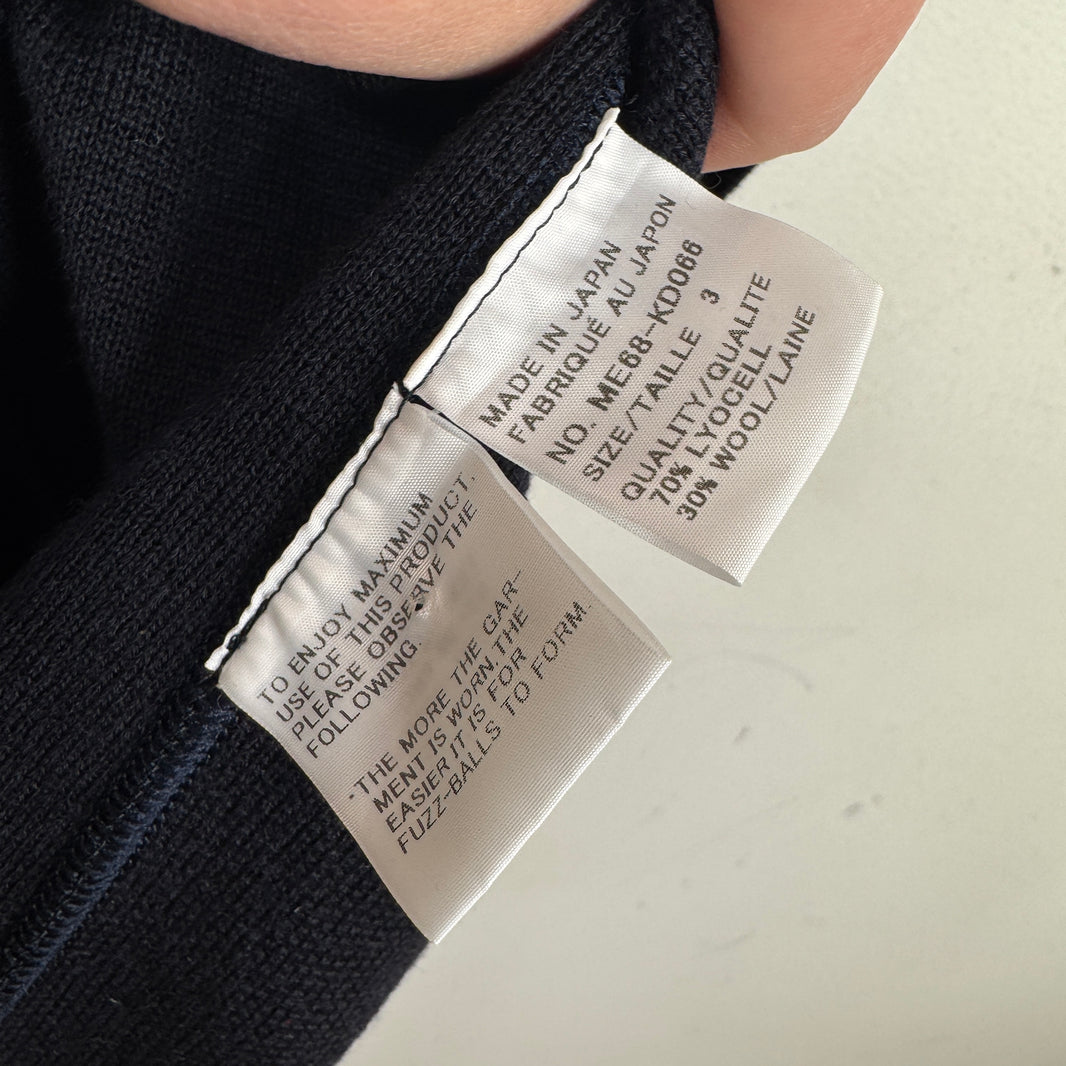 MADE IN JAPAN
FABRIQUÉ AU JAPON
NO. ME68-KD066
SIZE/TAILLE 3
QUALITY/QUALITE
70% LYOCELL
30% WOOL/LAINE
TO ENJOY MAXIMUM
USE OF THIS PRODUCT,
PLEASE OBSERVE THE
FOLLOWING.
·THE MORE THE GAR-
MENT IS WORN,THE
EASIER IT IS FOR
FUZZ-BALLS TO FORM.